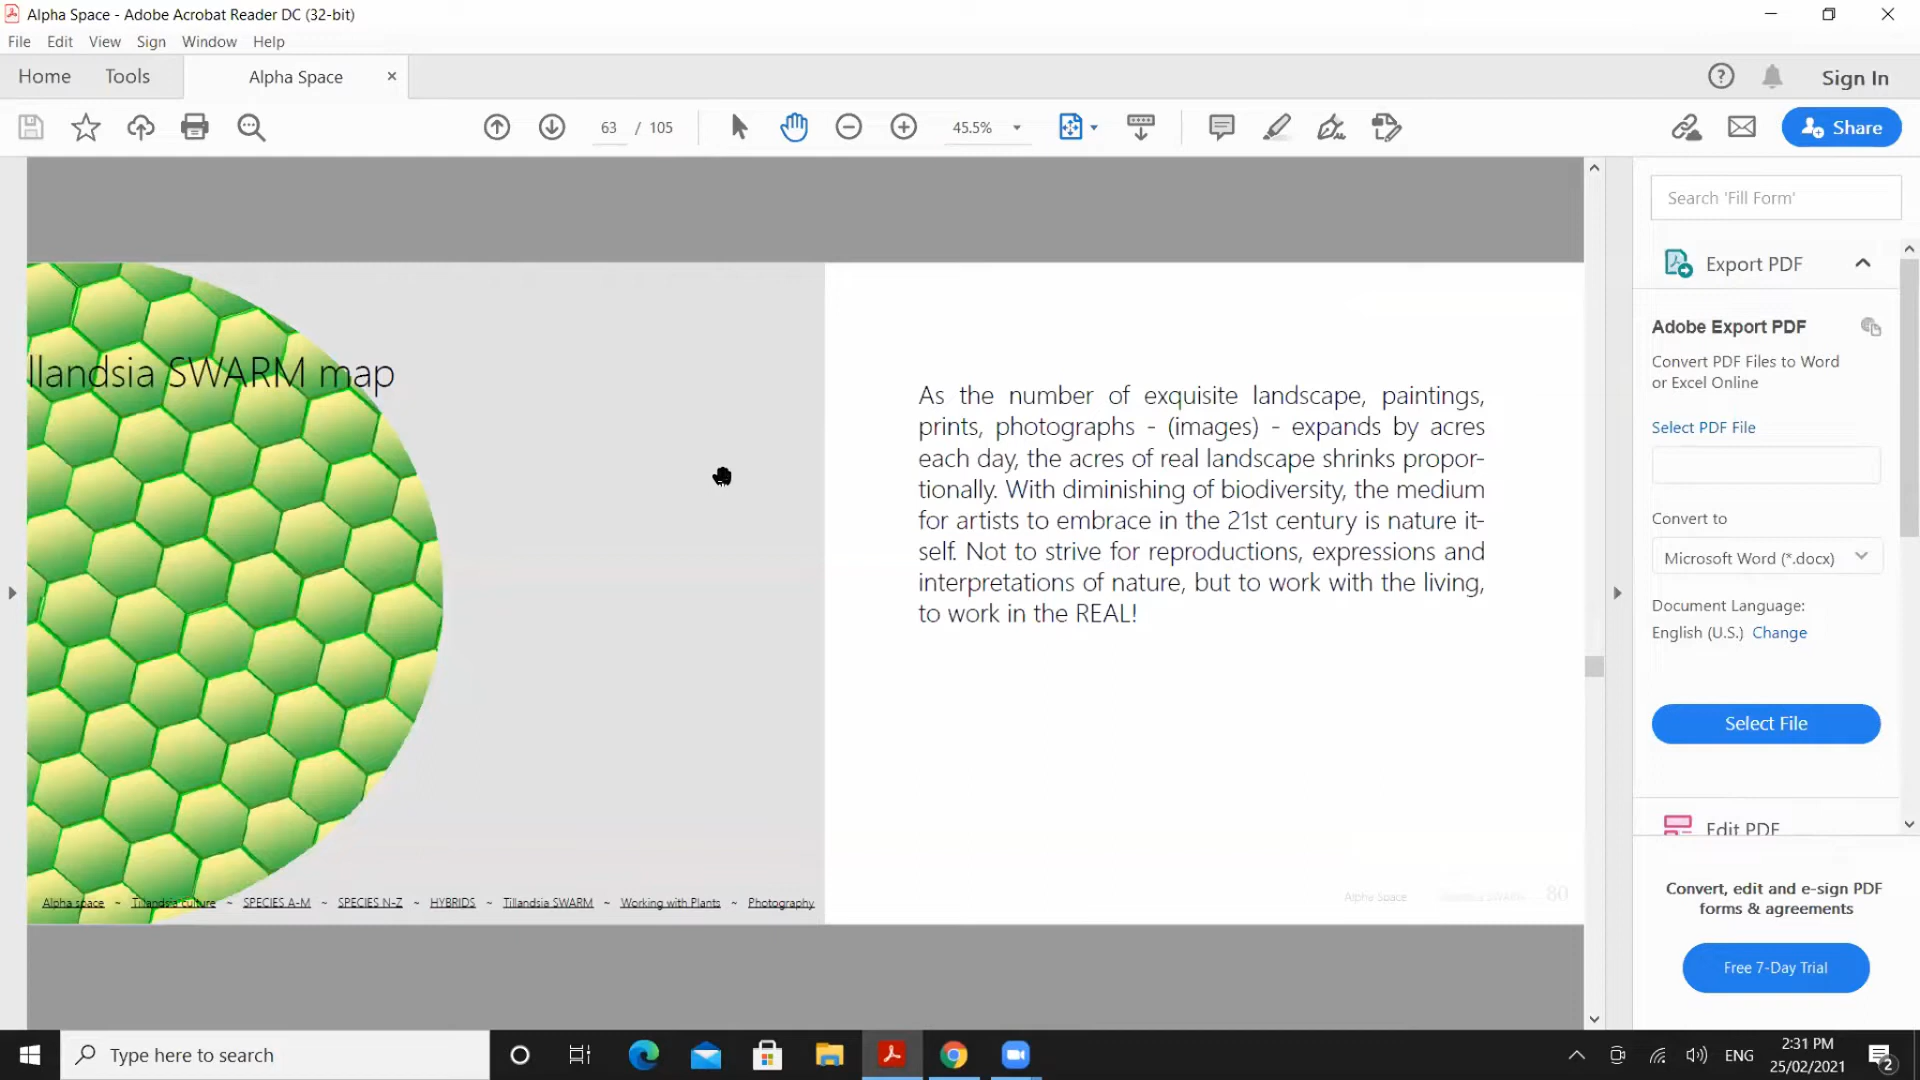 Alpha Space - Adobe Acrobat Reader DC (32-bit)
File Edit View Sign Window Help
Home Tools Alpha Space Sign In
63 / 105 45.5% Share
Search 'Fill Form'
Export PDF
Adobe Export PDF
Convert PDF Files to Word
or Excel Online
Select PDF File
Convert to
Microsoft Word (*.docx)
Document Language:
English (U.S.) Change
Select File
Edit PDF
Convert, edit and e-sign PDF
forms & agreements
Free 7-Day Trial
llandsia SWARM map
As the number of exquisite landscape, paintings,
prints, photographs - (images) - expands by acres
each day, the acres of real landscape shrinks propor-
tionally. With diminishing of biodiversity, the medium
for artists to embrace in the 21st century is nature it-
self. Not to strive for reproductions, expressions and
interpretations of nature, but to work with the living,
to work in the REAL!
Alpha space ~ Tillandsia culture ~ SPECIES A-M ~ SPECIES N-Z ~ HYBRIDS ~ Tillandsia SWARM ~ Working with Plants ~ Photography
Alpha Space 80
Type here to search
ENG
2:31 PM
25/02/2021
2